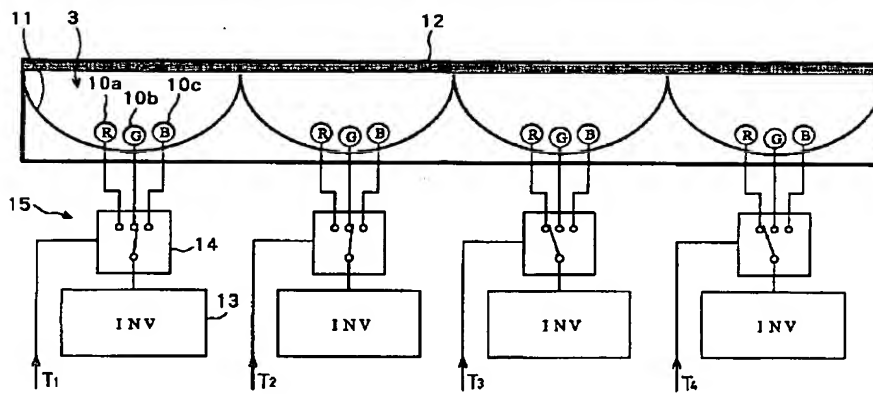 11 3 12
10a 10b 10c
R G B R G B R G B R G B
15
14
13
INV INV INV INV
T1 T2 T3 T4